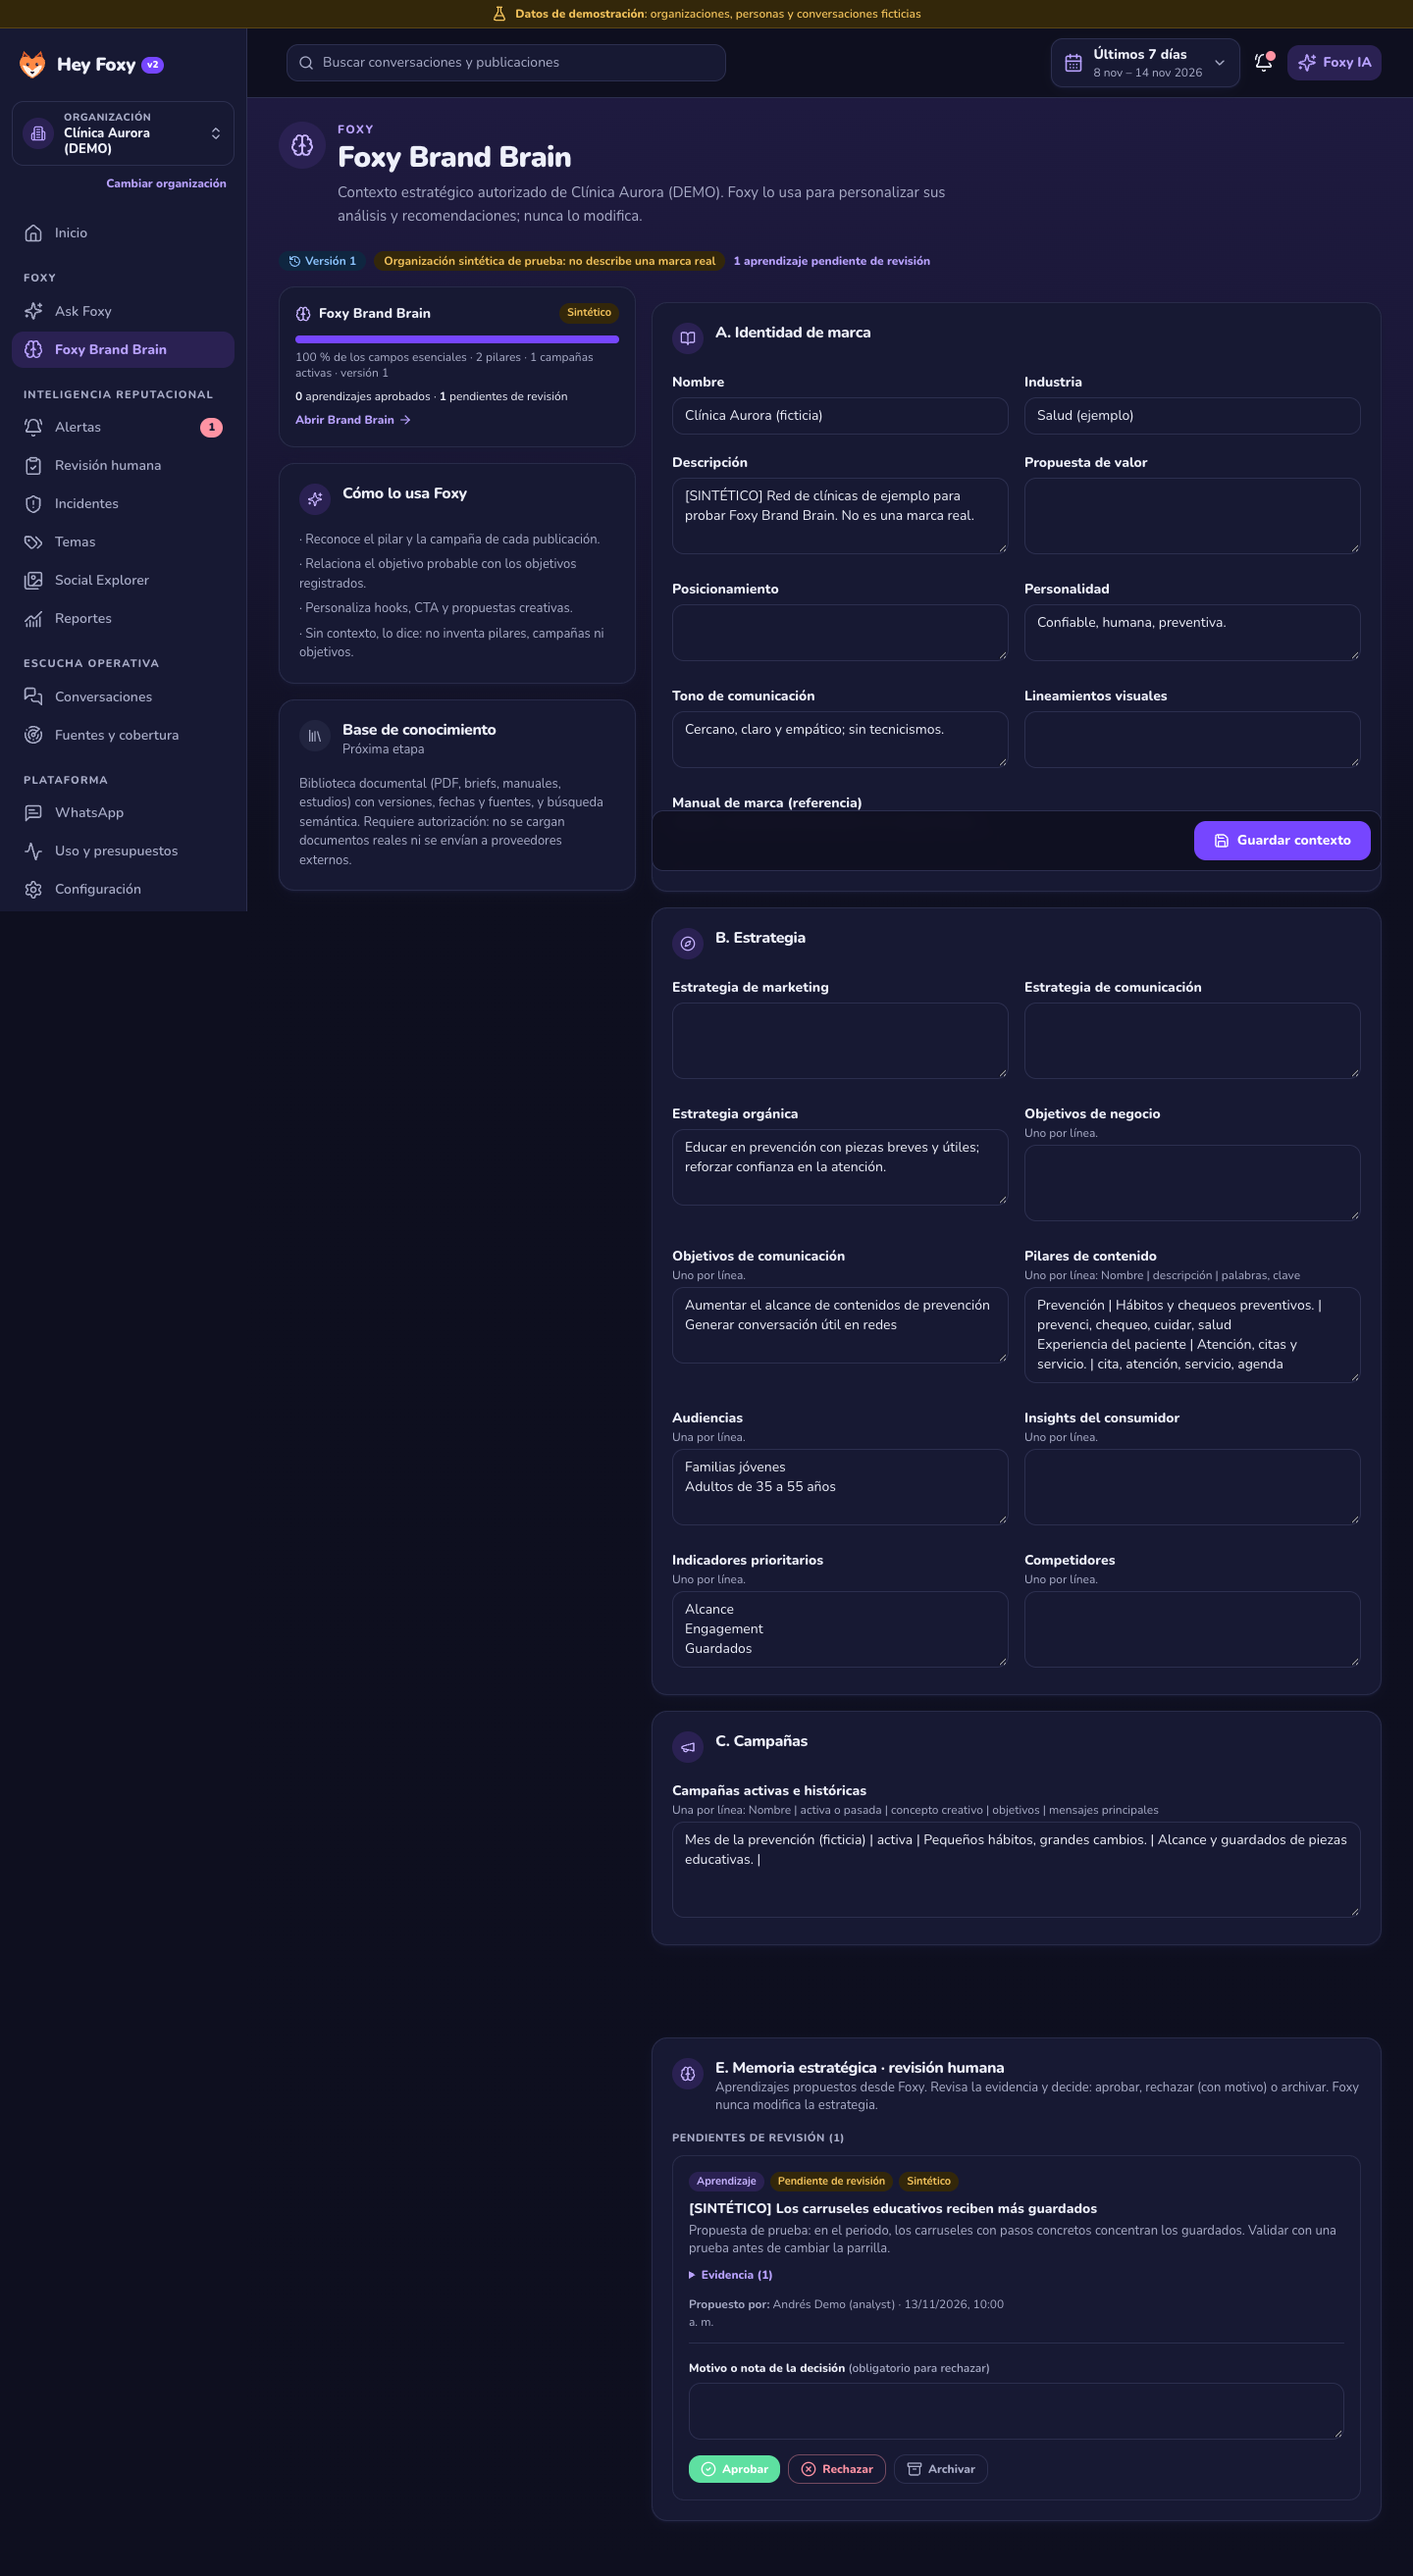 Datos de demostración: organizaciones, personas y conversaciones ficticias
Hey Foxy v2
ORGANIZACIÓN
Clínica Aurora
(DEMO)
Cambiar organización
Inicio
FOXY
Ask Foxy
Foxy Brand Brain
INTELIGENCIA REPUTACIONAL
Alertas 1
Revisión humana
Incidentes
Temas
Social Explorer
Reportes
ESCUCHA OPERATIVA
Conversaciones
Fuentes y cobertura
PLATAFORMA
WhatsApp
Uso y presupuestos
Configuración
Buscar conversaciones y publicaciones
Últimos 7 días
8 nov – 14 nov 2026
Foxy IA
FOXY
Foxy Brand Brain
Contexto estratégico autorizado de Clínica Aurora (DEMO). Foxy lo usa para personalizar sus
análisis y recomendaciones; nunca lo modifica.
Versión 1
Organización sintética de prueba: no describe una marca real
1 aprendizaje pendiente de revisión
Foxy Brand Brain
Sintético
100 % de los campos esenciales · 2 pilares · 1 campañas
activas · versión 1
0 aprendizajes aprobados · 1 pendientes de revisión
Abrir Brand Brain →
Cómo lo usa Foxy
· Reconoce el pilar y la campaña de cada publicación.
· Relaciona el objetivo probable con los objetivos
registrados.
· Personaliza hooks, CTA y propuestas creativas.
· Sin contexto, lo dice: no inventa pilares, campañas ni
objetivos.
Base de conocimiento
Próxima etapa
Biblioteca documental (PDF, briefs, manuales,
estudios) con versiones, fechas y fuentes, y búsqueda
semántica. Requiere autorización: no se cargan
documentos reales ni se envían a proveedores
externos.
A. Identidad de marca
Nombre
Clínica Aurora (ficticia)
Industria
Salud (ejemplo)
Descripción
[SINTÉTICO] Red de clínicas de ejemplo para
probar Foxy Brand Brain. No es una marca real.
Propuesta de valor
Posicionamiento
Personalidad
Confiable, humana, preventiva.
Tono de comunicación
Cercano, claro y empático; sin tecnicismos.
Lineamientos visuales
Manual de marca (referencia)
Guardar contexto
B. Estrategia
Estrategia de marketing
Estrategia de comunicación
Estrategia orgánica
Educar en prevención con piezas breves y útiles;
reforzar confianza en la atención.
Objetivos de negocio
Uno por línea.
Objetivos de comunicación
Uno por línea.
Aumentar el alcance de contenidos de prevención
Generar conversación útil en redes
Pilares de contenido
Uno por línea: Nombre | descripción | palabras, clave
Prevención | Hábitos y chequeos preventivos. |
prevenci, chequeo, cuidar, salud
Experiencia del paciente | Atención, citas y
servicio. | cita, atención, servicio, agenda
Audiencias
Una por línea.
Familias jóvenes
Adultos de 35 a 55 años
Insights del consumidor
Uno por línea.
Indicadores prioritarios
Uno por línea.
Alcance
Engagement
Guardados
Competidores
Uno por línea.
C. Campañas
Campañas activas e históricas
Una por línea: Nombre | activa o pasada | concepto creativo | objetivos | mensajes principales
Mes de la prevención (ficticia) | activa | Pequeños hábitos, grandes cambios. | Alcance y guardados de piezas
educativas. |
E. Memoria estratégica · revisión humana
Aprendizajes propuestos desde Foxy. Revisa la evidencia y decide: aprobar, rechazar (con motivo) o archivar. Foxy
nunca modifica la estrategia.
PENDIENTES DE REVISIÓN (1)
Aprendizaje
Pendiente de revisión
Sintético
[SINTÉTICO] Los carruseles educativos reciben más guardados
Propuesta de prueba: en el periodo, los carruseles con pasos concretos concentran los guardados. Validar con una
prueba antes de cambiar la parrilla.
Evidencia (1)
Propuesto por: Andrés Demo (analyst) · 13/11/2026, 10:00
a. m.
Motivo o nota de la decisión (obligatorio para rechazar)
Aprobar
Rechazar
Archivar